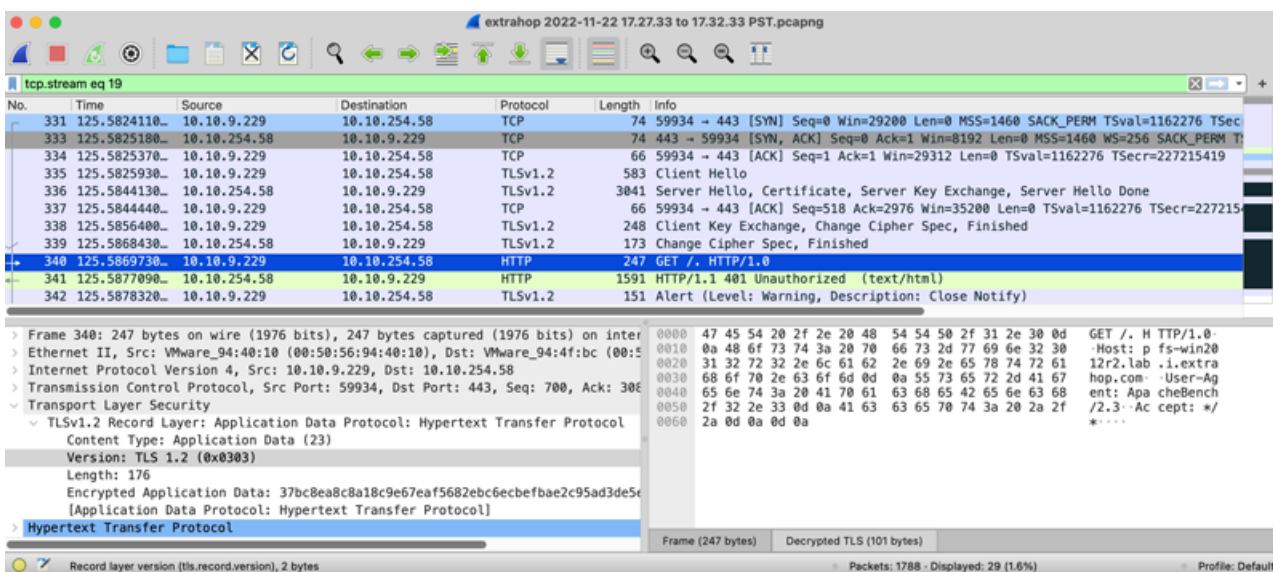 extrahop 2022-11-22 17.27.33 to 17.32.33 PST.pcapng
tcp.stream eq 19
No. Time Source Destination Protocol Length Info
331 125.5824110… 10.10.9.229 10.10.254.58 TCP 74 59934 → 443 [SYN] Seq=0 Win=29200 Len=0 MSS=1460 SACK_PERM TSval=1162276 TSec
333 125.5825180… 10.10.254.58 10.10.9.229 TCP 74 443 → 59934 [SYN, ACK] Seq=0 Ack=1 Win=8192 Len=0 MSS=1460 WS=256 SACK_PERM T
334 125.5825370… 10.10.9.229 10.10.254.58 TCP 66 59934 → 443 [ACK] Seq=1 Ack=1 Win=29312 Len=0 TSval=1162276 TSecr=227215419
335 125.5825930… 10.10.9.229 10.10.254.58 TLSv1.2 583 Client Hello
336 125.5844130… 10.10.254.58 10.10.9.229 TLSv1.2 3041 Server Hello, Certificate, Server Key Exchange, Server Hello Done
337 125.5844440… 10.10.9.229 10.10.254.58 TCP 66 59934 → 443 [ACK] Seq=518 Ack=2976 Win=35200 Len=0 TSval=1162276 TSecr=2272154
338 125.5856400… 10.10.9.229 10.10.254.58 TLSv1.2 248 Client Key Exchange, Change Cipher Spec, Finished
339 125.5868430… 10.10.254.58 10.10.9.229 TLSv1.2 173 Change Cipher Spec, Finished
340 125.5869730… 10.10.9.229 10.10.254.58 HTTP 247 GET /. HTTP/1.0
341 125.5877090… 10.10.254.58 10.10.9.229 HTTP 1591 HTTP/1.1 401 Unauthorized (text/html)
342 125.5878320… 10.10.9.229 10.10.254.58 TLSv1.2 151 Alert (Level: Warning, Description: Close Notify)
Frame 340: 247 bytes on wire (1976 bits), 247 bytes captured (1976 bits) on inter
Ethernet II, Src: VMware_94:40:10 (00:50:56:94:40:10), Dst: VMware_94:4f:bc (00:5
Internet Protocol Version 4, Src: 10.10.9.229, Dst: 10.10.254.58
Transmission Control Protocol, Src Port: 59934, Dst Port: 443, Seq: 700, Ack: 308
Transport Layer Security
TLSv1.2 Record Layer: Application Data Protocol: Hypertext Transfer Protocol
Content Type: Application Data (23)
Version: TLS 1.2 (0x0303)
Length: 176
Encrypted Application Data: 37bc8ea8c8a18c9e67eaf5682ebc6ecbefbae2c95ad3de5e
[Application Data Protocol: Hypertext Transfer Protocol]
Hypertext Transfer Protocol
0000 47 45 54 20 2f 2e 20 48 54 54 50 2f 31 2e 30 0d GET /. H TTP/1.0·
0010 0a 48 6f 73 74 3a 20 70 66 73 2d 77 69 6e 32 30 ·Host: p fs-win20
0020 31 32 72 32 2e 6c 61 62 2e 69 2e 65 78 74 72 61 12r2.lab .i.extra
0030 68 6f 70 2e 63 6f 6d 0d 0a 55 73 65 72 2d 41 67 hop.com· ·User-Ag
0040 65 6e 74 3a 20 41 70 61 63 68 65 42 65 6e 63 68 ent: Apa cheBench
0050 2f 32 2e 33 0d 0a 41 63 63 65 70 74 3a 20 2a 2f /2.3··Ac cept: */
0060 2a 0d 0a 0d 0a *····
Frame (247 bytes) Decrypted TLS (101 bytes)
Record layer version (tls.record.version), 2 bytes Packets: 1788 · Displayed: 29 (1.6%) Profile: Default